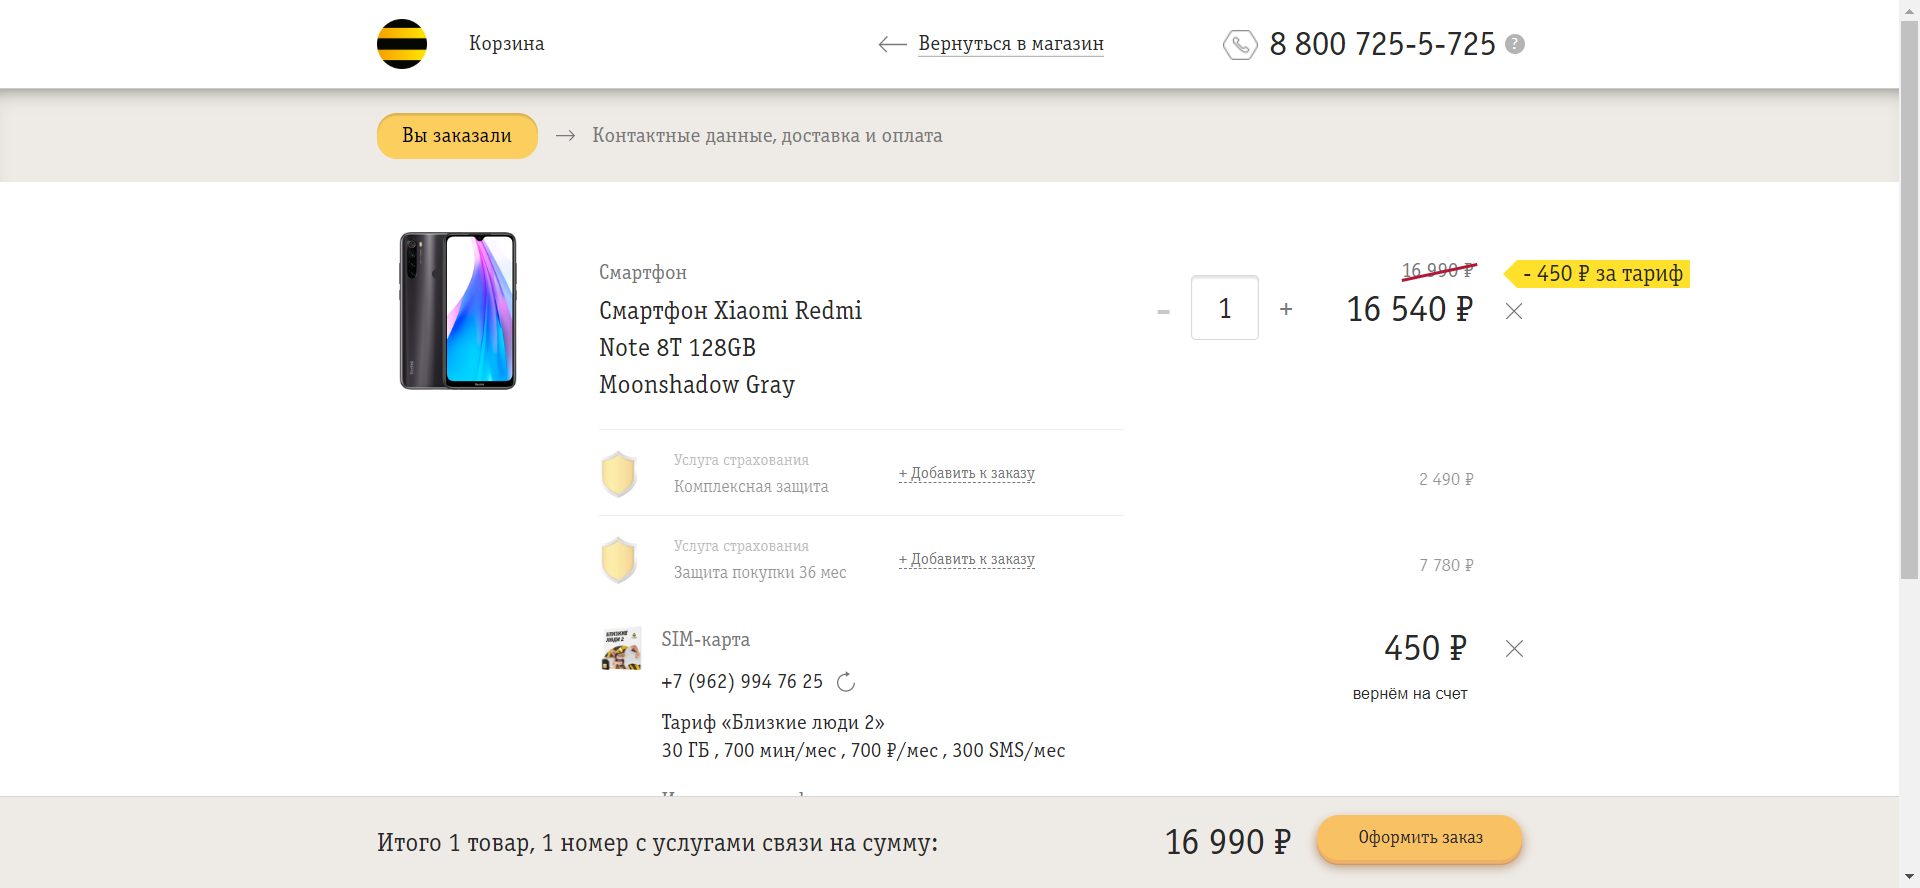 Корзина
Вернуться в магазин
8 800 725-5-725
?
Вы заказали
Контактные данные, доставка и оплата
Смартфон
16 990 ₽
- 450 ₽ за тариф
Смартфон Xiaomi Redmi
Note 8T 128GB
Moonshadow Gray
-
1
+
16 540 ₽
Услуга страхования
Комплексная защита
+ Добавить к заказу
2 490 ₽
Услуга страхования
Защита покупки 36 мес
+ Добавить к заказу
7 780 ₽
БЛИЗКИЕ
ЛЮДИ 2
SIM-карта
450 ₽
+7 (962) 994 76 25
вернём на счет
Тариф «Близкие люди 2»
30 ГБ , 700 мин/мес , 700 ₽/мес , 300 SMS/мес
Итого 1 товар, 1 номер с услугами связи на сумму:
16 990 ₽
Оформить заказ